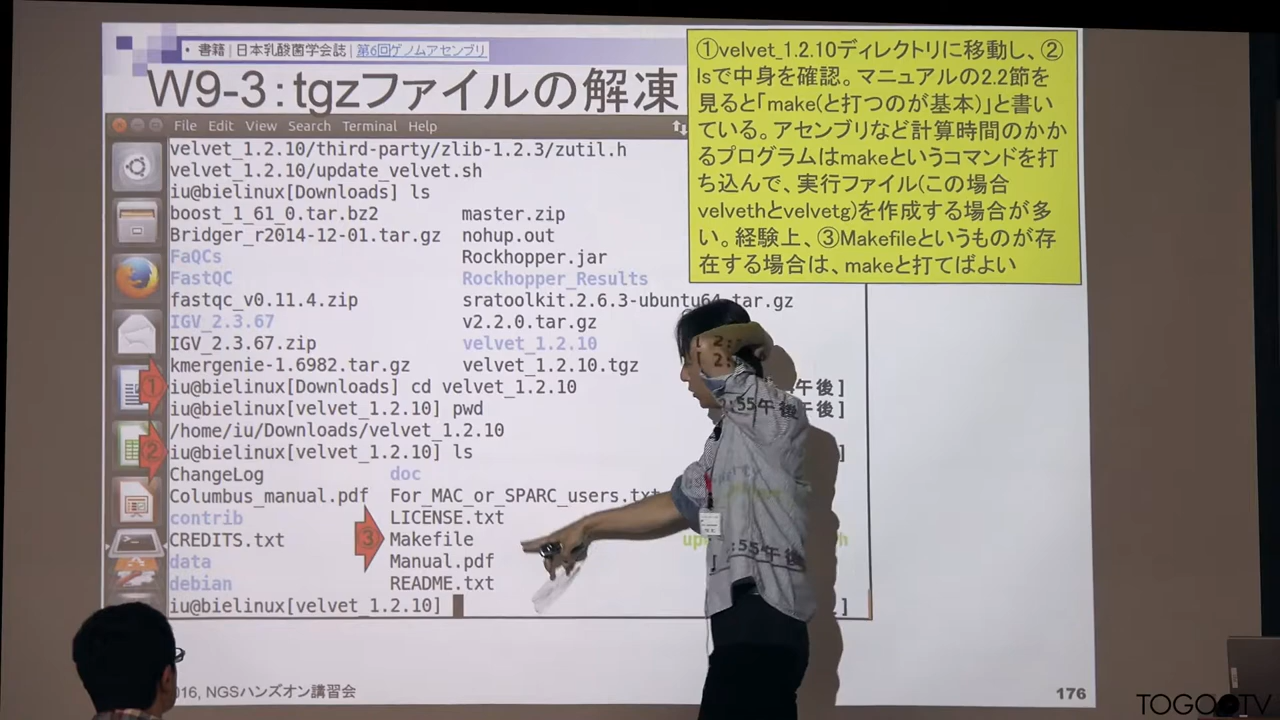 • 書籍 | 日本乳酸菌学会誌 | 第6回ゲノムアセンブリ
W9-3：tgzファイルの解凍
①velvet_1.2.10ディレクトリに移動し、②
lsで中身を確認。マニュアルの2.2節を
見ると「make(と打つのが基本)」と書い
ている。アセンブリなど計算時間のかか
るプログラムはmakeというコマンドを打
ち込んで、実行ファイル(この場合
velvethとvelvetg)を作成する場合が多
い。経験上、③Makefileというものが存
在する場合は、makeと打てばよい
File Edit View Search Terminal Help
velvet_1.2.10/third-party/zlib-1.2.3/zutil.h
velvet_1.2.10/update_velvet.sh
iu@bielinux[Downloads] ls
boost_1_61_0.tar.bz2 master.zip
Bridger_r2014-12-01.tar.gz nohup.out
FaQCs Rockhopper.jar
FastQC Rockhopper_Results
fastqc_v0.11.4.zip sratoolkit.2.6.3-ubuntu64.tar.gz
IGV_2.3.67 v2.2.0.tar.gz
IGV_2.3.67.zip velvet_1.2.10
kmergenie-1.6982.tar.gz velvet_1.2.10.tgz
① iu@bielinux[Downloads] cd velvet_1.2.10 午後]
iu@bielinux[velvet_1.2.10] pwd 2:55午後]
/home/iu/Downloads/velvet_1.2.10
② iu@bielinux[velvet_1.2.10] ls ]
ChangeLog doc
Columbus_manual.pdf For_MAC_or_SPARC_users.txt
contrib LICENSE.txt
CREDITS.txt ③ Makefile
data Manual.pdf
debian README.txt
iu@bielinux[velvet_1.2.10] ]
:55午後
2016, NGSハンズオン講習会
176
TOGOTV